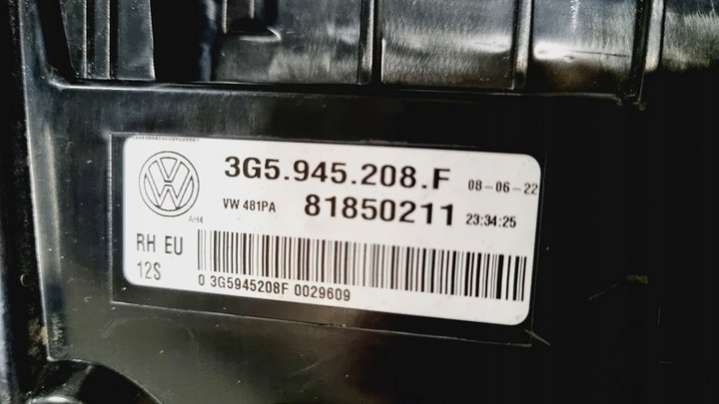 3G5.945.208.F 08-06-22
VW 481PA 81850211 23:34:25
RH EU
12S
0 3G5945208F 0029609